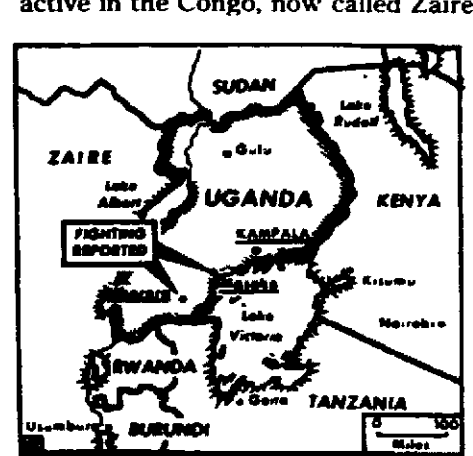 active in the Congo, now called Zaire
SUDAN
Lake
Rudolf
Gulu
ZAIRE
Lake
Albert
UGANDA
KENYA
FIGHTING
REPORTED
KAMPALA
Kisumu
Lake
Victoria
Nairobi
RWANDA
TANZANIA
Usumbura
BURUNDI
0 100
Miles